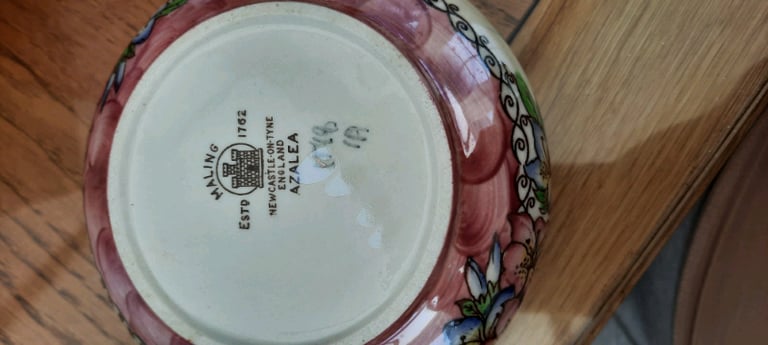 MALING
ESTD 1762
NEWCASTLE-ON-TYNE
ENGLAND
AZALEA